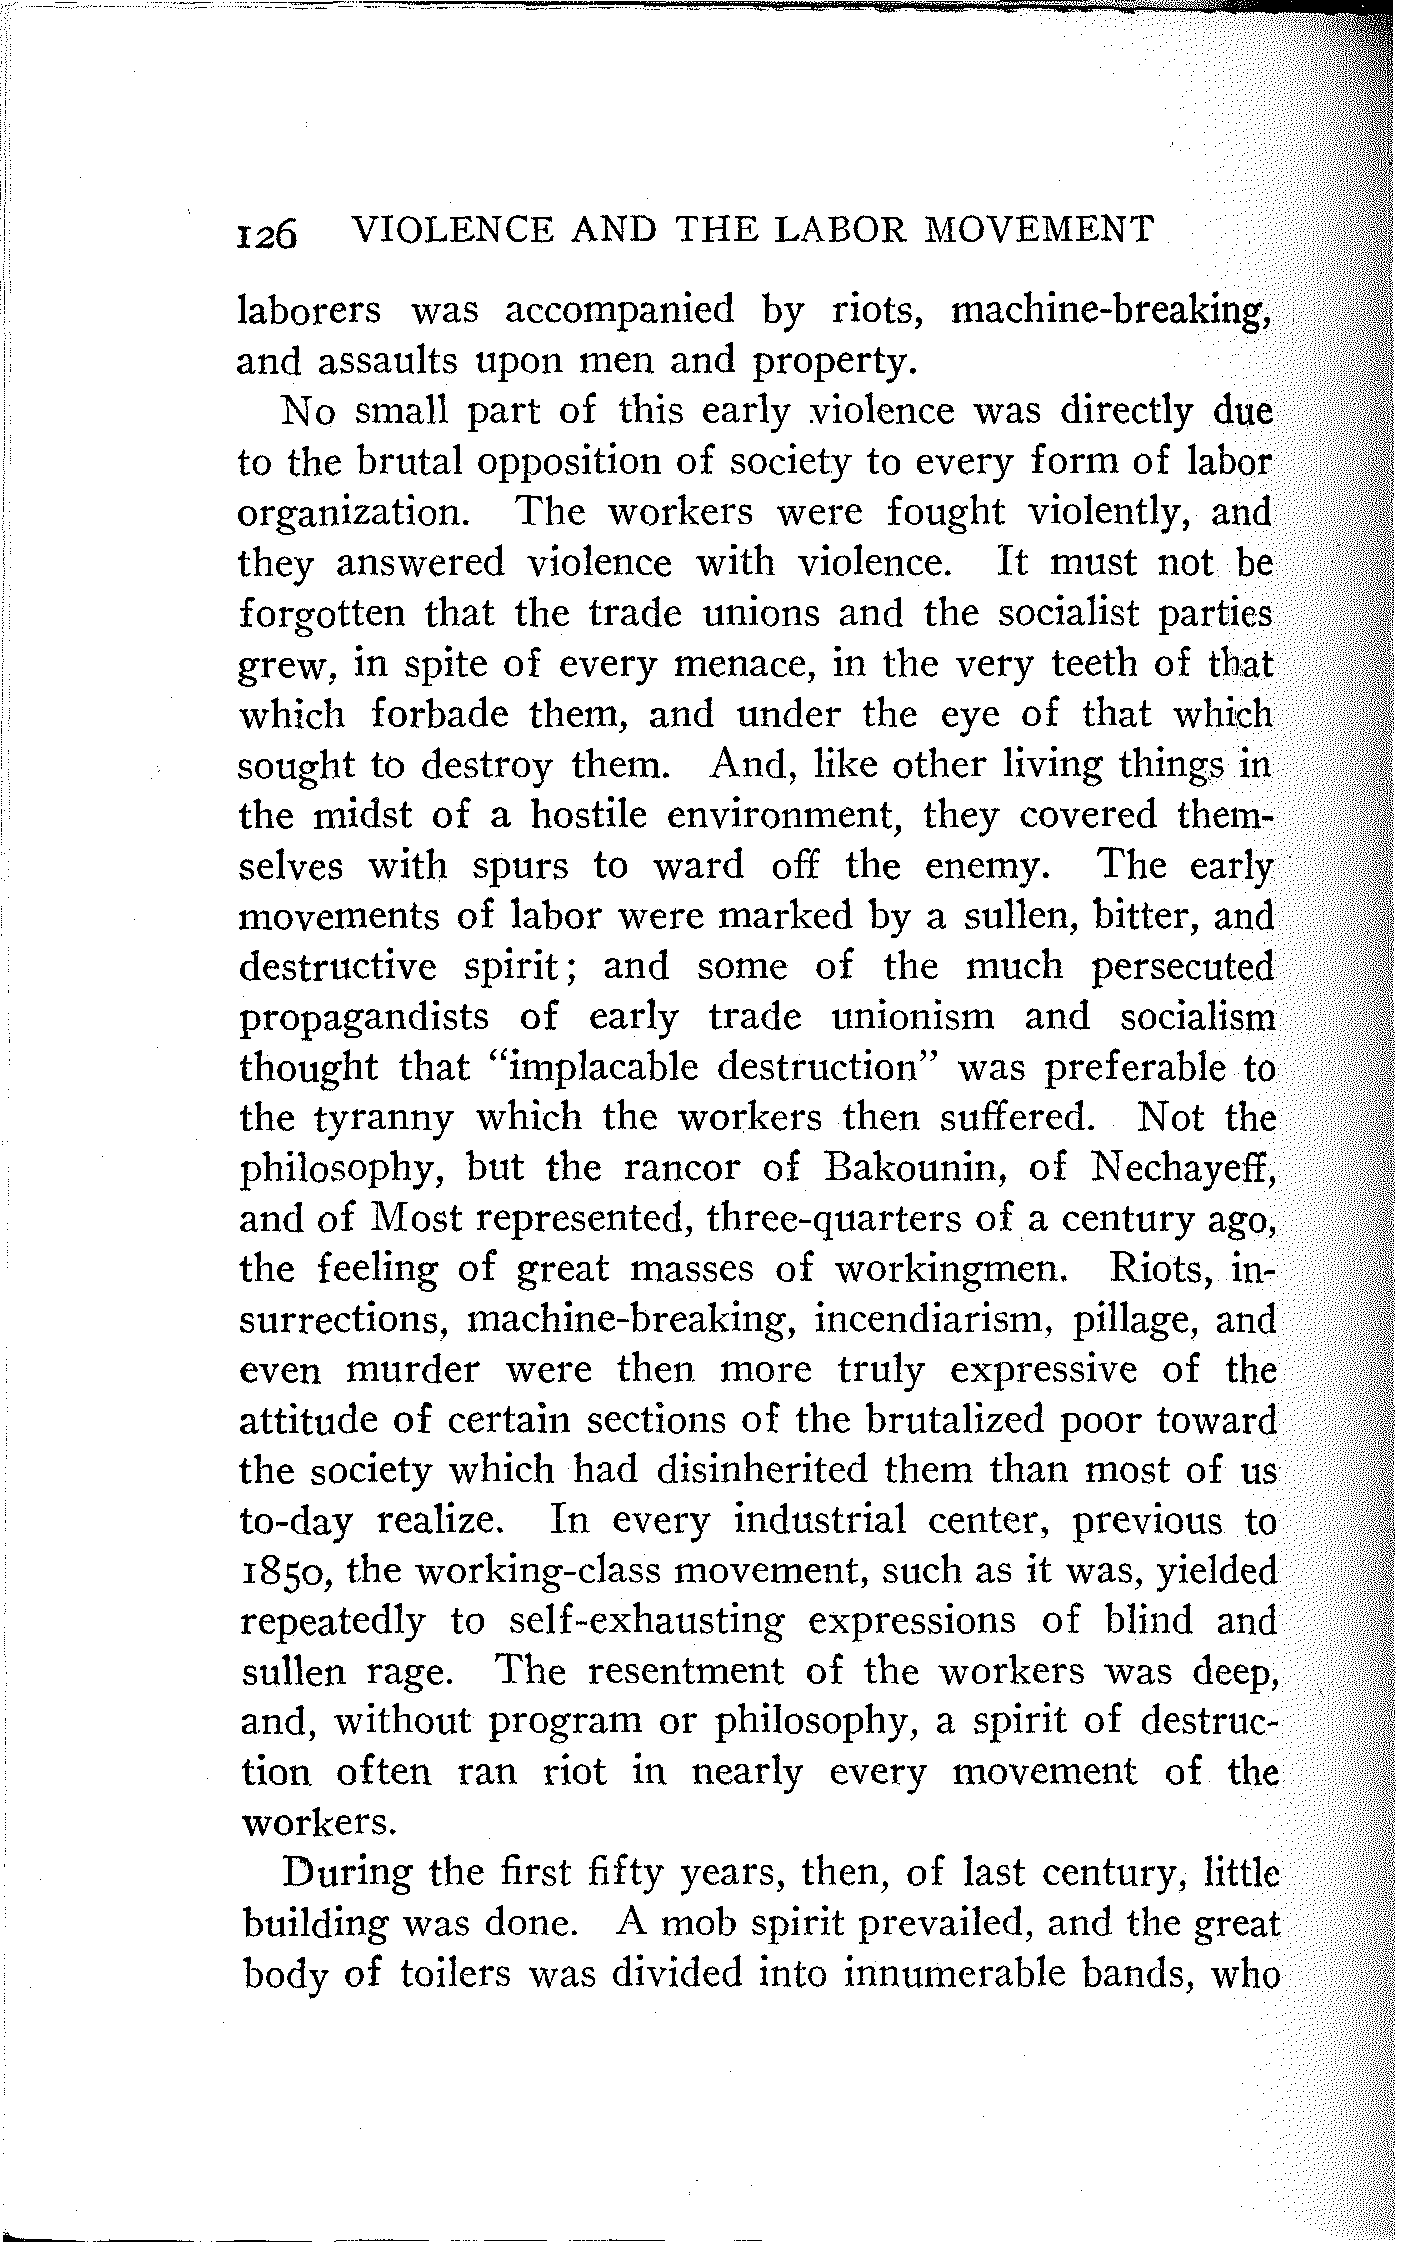 126 VIOLENCE AND THE LABOR MOVEMENT
laborers was accompanied by riots, machine-breaking,
and assaults upon men and property.
No small part of this early violence was directly due
to the brutal opposition of society to every form of labor
organization. The workers were fought violently, and
they answered violence with violence. It must not be
forgotten that the trade unions and the socialist parties
grew, in spite of every menace, in the very teeth of that
which forbade them, and under the eye of that which
sought to destroy them. And, like other living things in
the midst of a hostile environment, they covered them-
selves with spurs to ward off the enemy. The early
movements of labor were marked by a sullen, bitter, and
destructive spirit; and some of the much persecuted
propagandists of early trade unionism and socialism
thought that "implacable destruction" was preferable to
the tyranny which the workers then suffered. Not the
philosophy, but the rancor of Bakounin, of Nechayeff,
and of Most represented, three-quarters of a century ago,
the feeling of great masses of workingmen. Riots, in-
surrections, machine-breaking, incendiarism, pillage, and
even murder were then more truly expressive of the
attitude of certain sections of the brutalized poor toward
the society which had disinherited them than most of us
to-day realize. In every industrial center, previous to
1850, the working-class movement, such as it was, yielded
repeatedly to self-exhausting expressions of blind and
sullen rage. The resentment of the workers was deep,
and, without program or philosophy, a spirit of destruc-
tion often ran riot in nearly every movement of the
workers.
During the first fifty years, then, of last century, little
building was done. A mob spirit prevailed, and the great
body of toilers was divided into innumerable bands, who